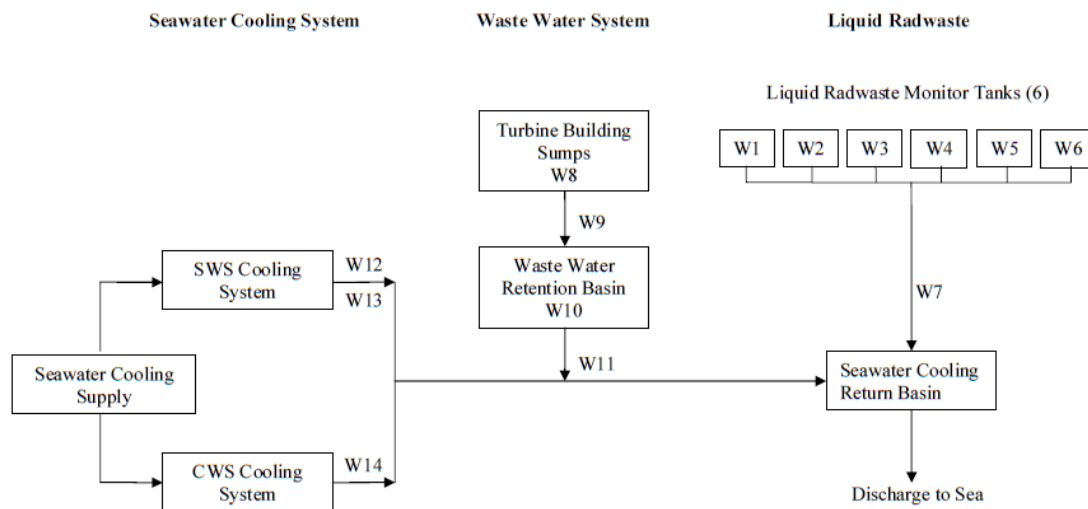 Seawater Cooling System
Waste Water System
Liquid Radwaste
Liquid Radwaste Monitor Tanks (6)
W1
W2
W3
W4
W5
W6
Turbine Building
Sumps
W8
W9
Waste Water
Retention Basin
W10
W11
SWS Cooling
System
W12
W13
Seawater Cooling
Supply
CWS Cooling
System
W14
W7
Seawater Cooling
Return Basin
Discharge to Sea